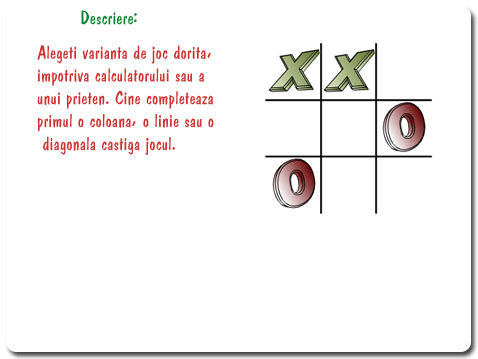 Descriere:
Alegeti varianta de joc dorita,
impotriva calculatorului sau a
unui prieten. Cine completeaza
primul o coloana, o linie sau o
diagonala castiga jocul.
X X
O
O